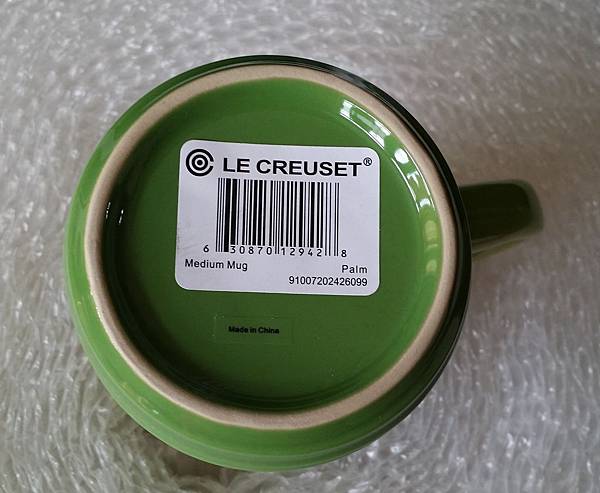 LE CREUSET®
6 30870 12942 8
Medium Mug Palm
91007202426099
Made in China